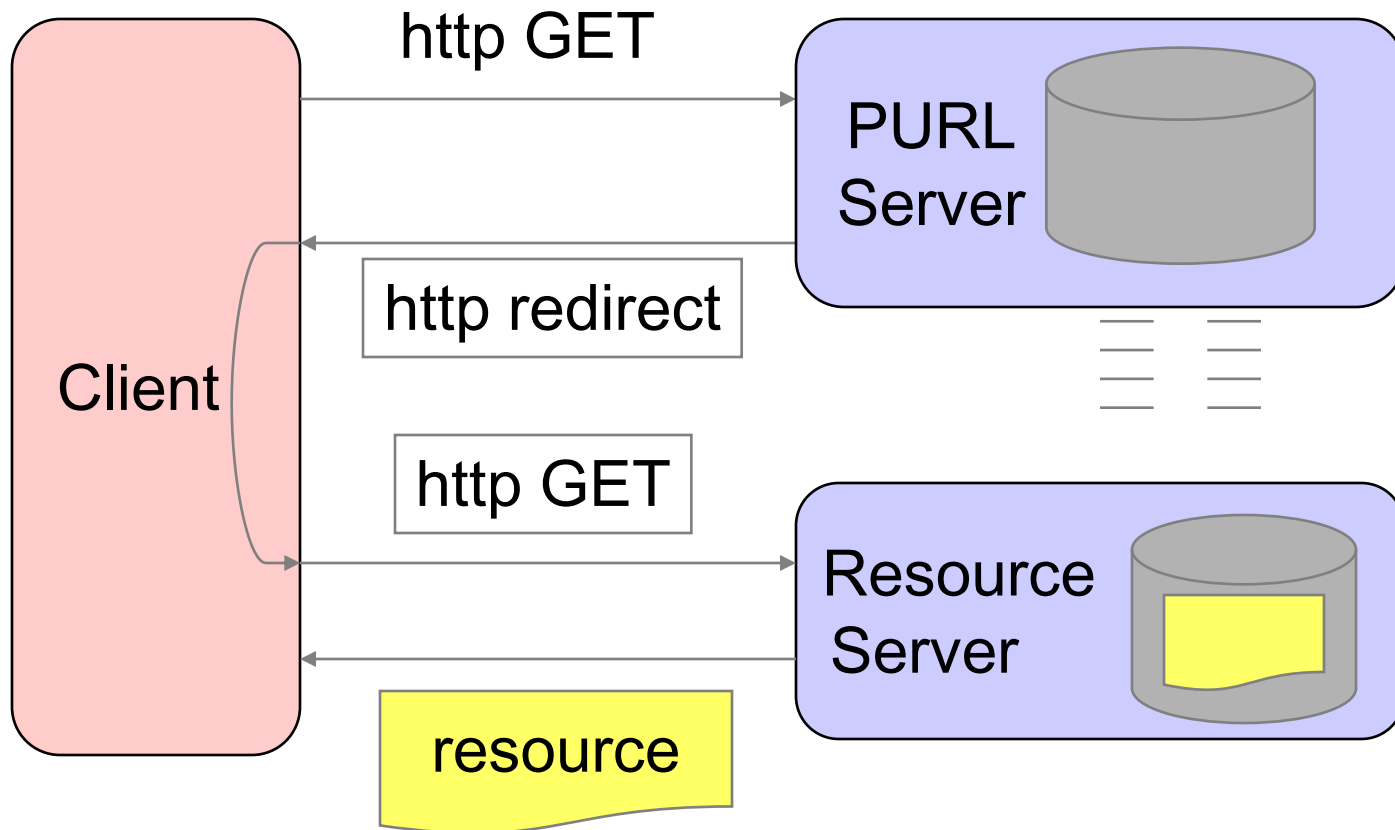 http GET
PURL
Server
http redirect
Client
http GET
Resource
Server
resource